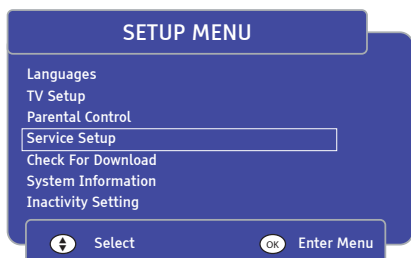 SETUP MENU
Languages
TV Setup
Parental Control
Service Setup
Check For Download
System Information
Inactivity Setting
Select
OK Enter Menu